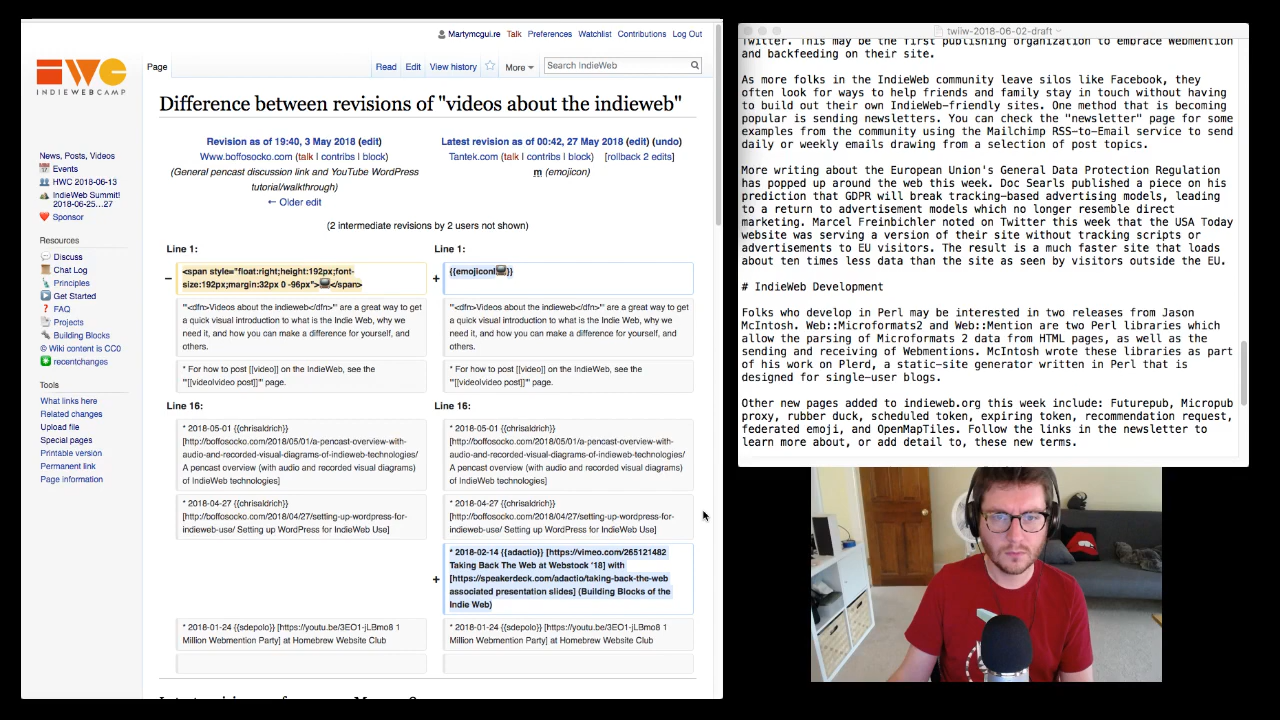 Martymcgui.re Talk Preferences Watchlist Contributions Log Out
INDIEWEBCAMP
Page Read Edit View history More Search IndieWeb
Difference between revisions of "videos about the indieweb"
Revision as of 19:40, 3 May 2018 (edit)
Www.boffosocko.com (talk | contribs | block)
(General pencast discussion link and YouTube WordPress
tutorial/walkthrough)
← Older edit
Latest revision as of 00:42, 27 May 2018 (edit) (undo)
Tantek.com (talk | contribs | block) [rollback 2 edits]
m (emojicon)
(2 intermediate revisions by 2 users not shown)
Line 1:
Line 1:
− <span style="float:right;height:192px;font-
size:192px;margin:32px 0 -96px">📺</span>
+ {{emojicon|📺}}
'''<dfn>Videos about the indieweb</dfn>''' are a great way to get
a quick visual introduction to what is the Indie Web, why we
need it, and how you can make a difference for yourself, and
others.
'''<dfn>Videos about the indieweb</dfn>''' are a great way to get
a quick visual introduction to what is the Indie Web, why we
need it, and how you can make a difference for yourself, and
others.
* For how to post [[video]] on the IndieWeb, see the
'''[[video|video post]]''' page.
* For how to post [[video]] on the IndieWeb, see the
'''[[video|video post]]''' page.
Line 16:
Line 16:
* 2018-05-01 {{chrisaldrich}}
[http://boffosocko.com/2018/05/01/a-pencast-overview-with-
audio-and-recorded-visual-diagrams-of-indieweb-technologies/
A pencast overview (with audio and recorded visual diagrams)
of IndieWeb technologies]
* 2018-05-01 {{chrisaldrich}}
[http://boffosocko.com/2018/05/01/a-pencast-overview-with-
audio-and-recorded-visual-diagrams-of-indieweb-technologies/
A pencast overview (with audio and recorded visual diagrams)
of IndieWeb technologies]
* 2018-04-27 {{chrisaldrich}}
[http://boffosocko.com/2018/04/27/setting-up-wordpress-for-
indieweb-use/ Setting up WordPress for IndieWeb Use]
* 2018-04-27 {{chrisaldrich}}
[http://boffosocko.com/2018/04/27/setting-up-wordpress-for-
indieweb-use/ Setting up WordPress for IndieWeb Use]
+ * 2018-02-14 {{adactio}} [https://vimeo.com/265121482
Taking Back The Web at Webstock '18] with
[https://speakerdeck.com/adactio/taking-back-the-web
associated presentation slides] (Building Blocks of the
Indie Web)
* 2018-01-24 {{sdepolo}} [https://youtu.be/3EO1-jLBmo8 1
Million Webmention Party] at Homebrew Website Club
* 2018-01-24 {{sdepolo}} [https://youtu.be/3EO1-jLBmo8 1
Million Webmention Party] at Homebrew Website Club
News, Posts, Videos
Events
HWC 2018-06-13
IndieWeb Summit!
2018-06-25...27
Sponsor
Resources
Discuss
Chat Log
Principles
Get Started
FAQ
Projects
Building Blocks
© Wiki content is CC0
recentchanges
Tools
What links here
Related changes
Upload file
Special pages
Printable version
Permanent link
Page information
twiiw-2018-06-02-draft
Twitter. This may be the first publishing organization to embrace Webmention
and backfeeding on their site.
As more folks in the IndieWeb community leave silos like Facebook, they
often look for ways to help friends and family stay in touch without having
to build out their own IndieWeb-friendly sites. One method that is becoming
popular is sending newsletters. You can check the "newsletter" page for some
examples from the community using the Mailchimp RSS-to-Email service to send
daily or weekly emails drawing from a selection of post topics.
More writing about the European Union's General Data Protection Regulation
has popped up around the web this week. Doc Searls published a piece on his
prediction that GDPR will break tracking-based advertising models, leading
to a return to advertisement models which no longer resemble direct
marketing. Marcel Freinbichler noted on Twitter this week that the USA Today
website was serving a version of their site without tracking scripts or
advertisements to EU visitors. The result is a much faster site that loads
about ten times less data than the site as seen by visitors outside the EU.
# IndieWeb Development
Folks who develop in Perl may be interested in two releases from Jason
McIntosh. Web::Microformats2 and Web::Mention are two Perl libraries which
allow the parsing of Microformats 2 data from HTML pages, as well as the
sending and receiving of Webmentions. McIntosh wrote these libraries as part
of his work on Plerd, a static-site generator written in Perl that is
designed for single-user blogs.
Other new pages added to indieweb.org this week include: Futurepub, Micropub
proxy, rubber duck, scheduled token, expiring token, recommendation request,
federated emoji, and OpenMapTiles. Follow the links in the newsletter to
learn more about, or add detail to, these new terms.